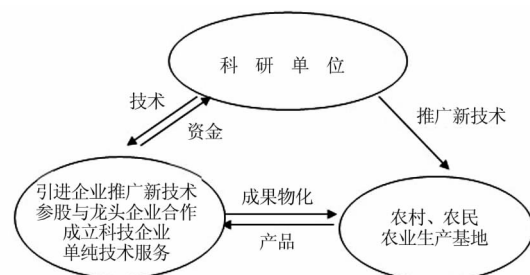 科研单位
技术
资金
推广新技术
引进企业推广新技术
参股与龙头企业合作
成立科技企业
单纯技术服务
成果物化
产品
农村、农民
农业生产基地